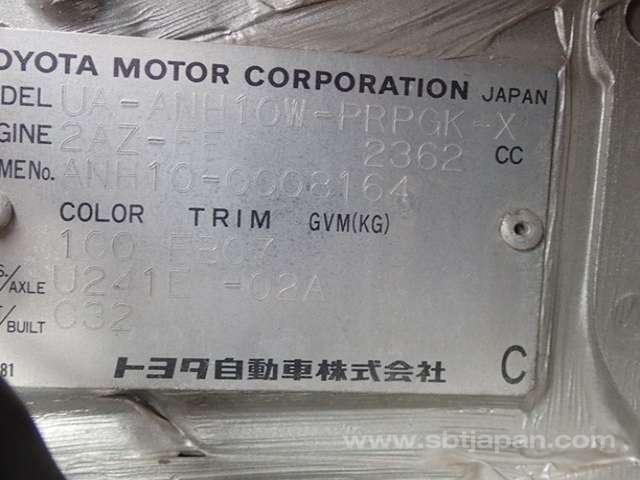 OYOTA MOTOR CORPORATION JAPAN
ODEL UA-ANH10W-PRPGK-X
GINE 2AZ-FE 2362 CC
MENo. ANH10-0008164
COLOR TRIM GVM(KG)
1C0 FB07
S./AXLE U241E -02A
/BUILT C32
81 トヨタ自動車株式会社 C
www.sbtjapan.com